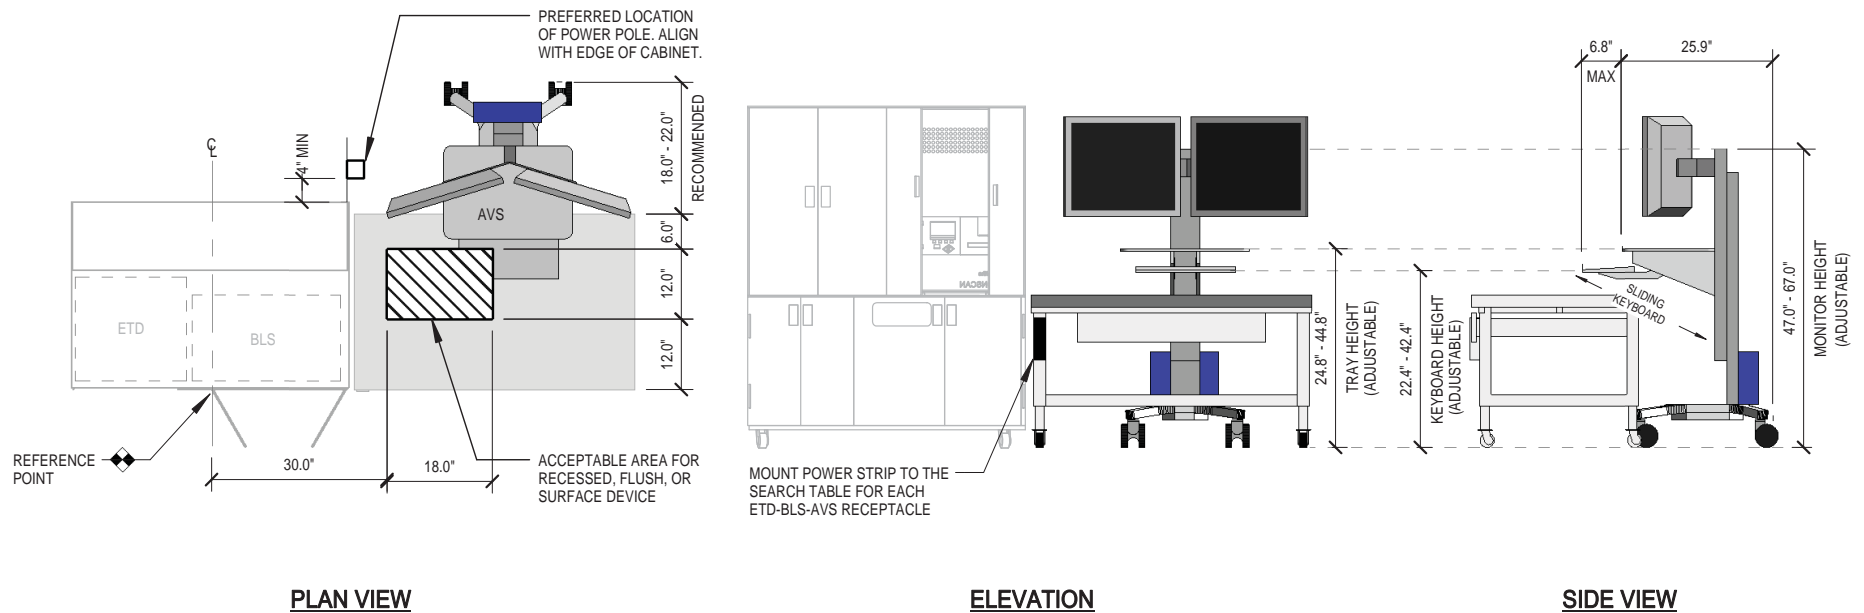 PREFERRED LOCATION
OF POWER POLE. ALIGN
WITH EDGE OF CABINET.
℄
4" MIN
18.0" - 22.0"
RECOMMENDED
AVS
6.0"
12.0"
12.0"
ETD
BLS
REFERENCE
POINT
30.0"
18.0"
ACCEPTABLE AREA FOR
RECESSED, FLUSH, OR
SURFACE DEVICE
PLAN VIEW
MOUNT POWER STRIP TO THE
SEARCH TABLE FOR EACH
ETD-BLS-AVS RECEPTACLE
24.8" - 44.8"
TRAY HEIGHT
(ADJUSTABLE)
22.4" - 42.4"
KEYBOARD HEIGHT
(ADJUSTABLE)
ELEVATION
6.8"
MAX
25.9"
SLIDING
KEYBOARD
47.0" - 67.0"
MONITOR HEIGHT
(ADJUSTABLE)
SIDE VIEW